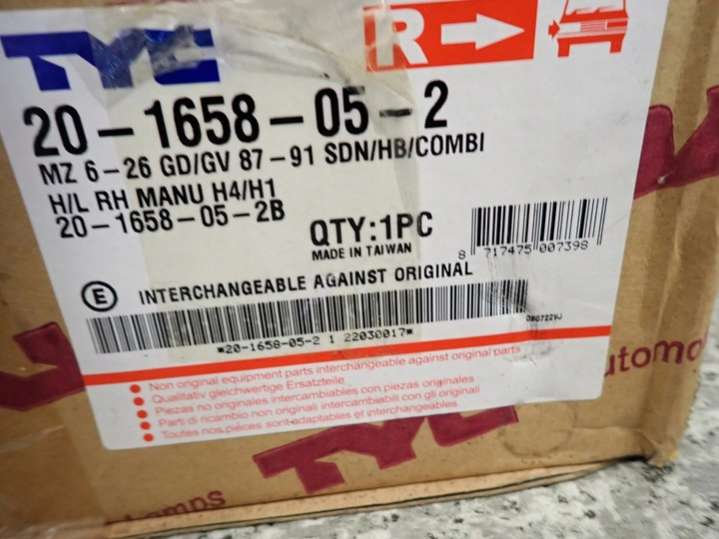 TYC
R
20-1658-05-2
MZ 6-26 GD/GV 87-91 SDN/HB/COMBI
H/L RH MANU H4/H1
20-1658-05-2B
QTY:1PC
MADE IN TAIWAN
8 717475 007398
E INTERCHANGEABLE AGAINST ORIGINAL
*20-1658-05-2 1 22030017*
Non original equipment parts interchangeable against original parts
Qualitativ gleichwertige Ersatzteile
Piezas no originales intercambiables con piezas originales
Parti di ricambio non originali intercambiabili con gli originali
Toutes nos pièces sont adaptables et interchangeables.
utomo
TYC
amps